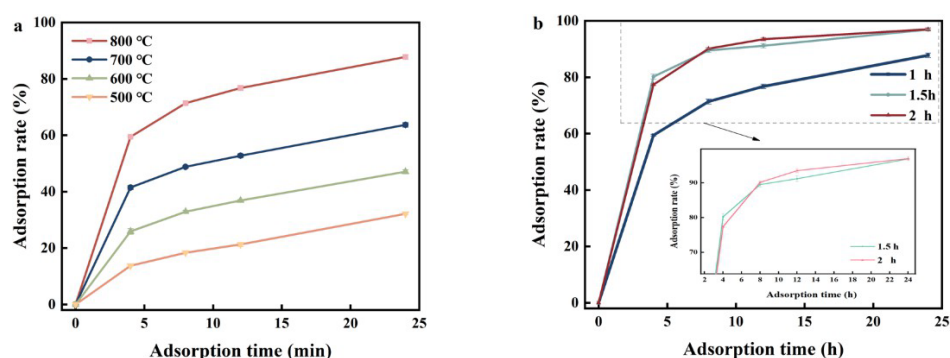 a
Adsorption rate (%)
100
80
60
40
20
0
800 ℃
700 ℃
600 ℃
500 ℃
0 5 10 15 20 25
Adsorption time (min)
b
Adsorption rate (%)
100
80
60
40
20
0
1 h
1.5h
2 h
Adsorption rate (%)
90
80
70
1.5 h
2 h
2 4 6 8 10 12 14 16 18 20 22 24
Adsorption time (h)
0 5 10 15 20 25
Adsorption time (h)